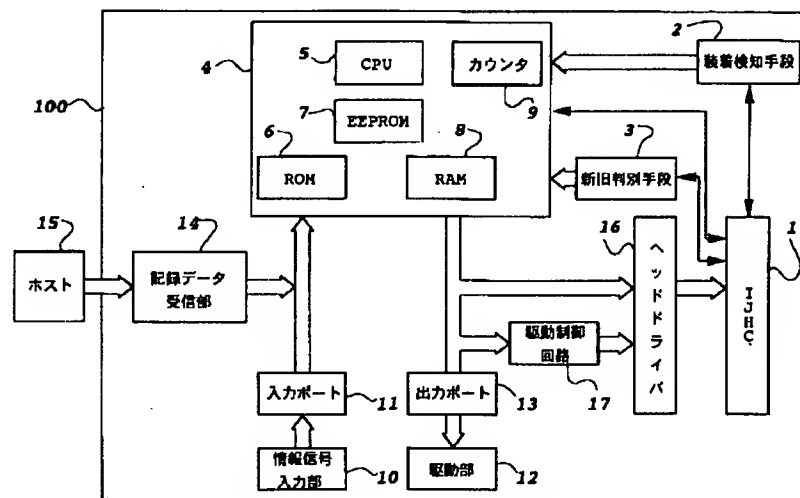 2
装着検知手段
4
5
CPU
カウンタ
9
7
EEPROM
100
6
ROM
8
RAM
3
新旧判別手段
15
ホスト
14
記録データ
受信部
16
ヘッドドライバ
1
IJHC
駆動制御
回路
17
入力ポート
11
出力ポート
13
情報信号
入力部
10
駆動部
12